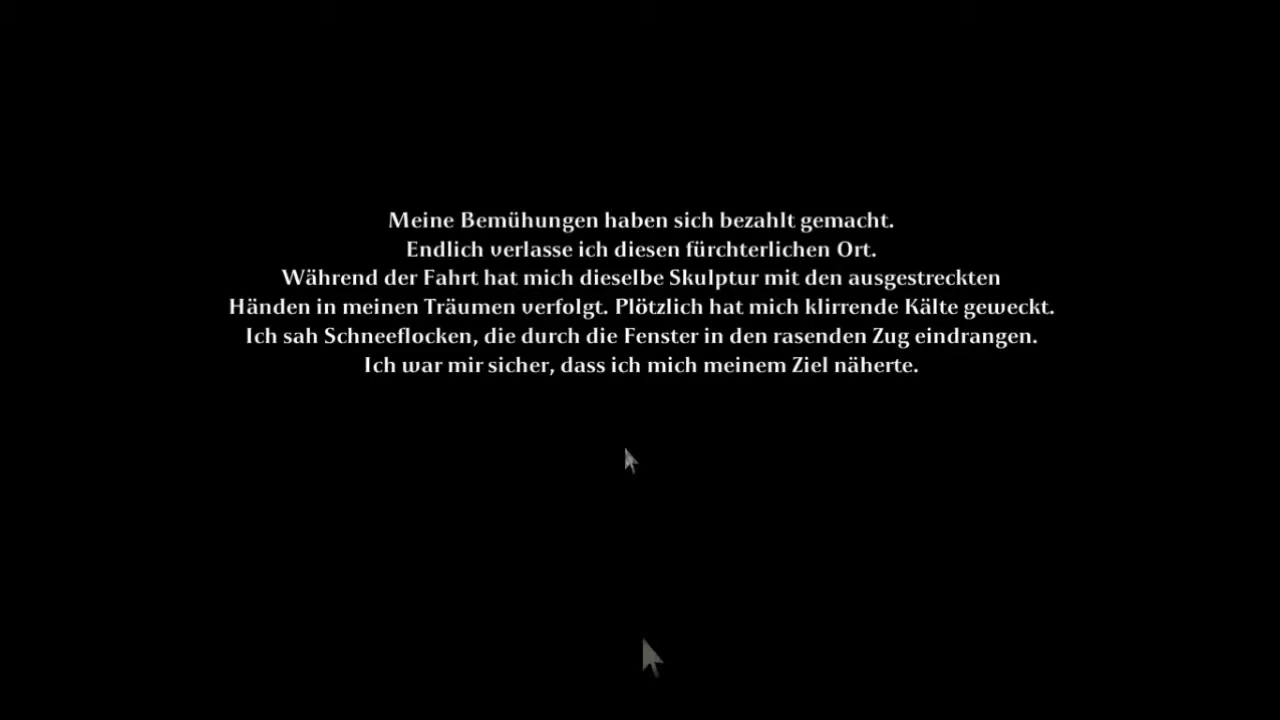 Meine Bemühungen haben sich bezahlt gemacht.
Endlich verlasse ich diesen fürchterlichen Ort.
Während der Fahrt hat mich dieselbe Skulptur mit den ausgestreckten
Händen in meinen Träumen verfolgt. Plötzlich hat mich klirrende Kälte geweckt.
Ich sah Schneeflocken, die durch die Fenster in den rasenden Zug eindrangen.
Ich war mir sicher, dass ich mich meinem Ziel näherte.